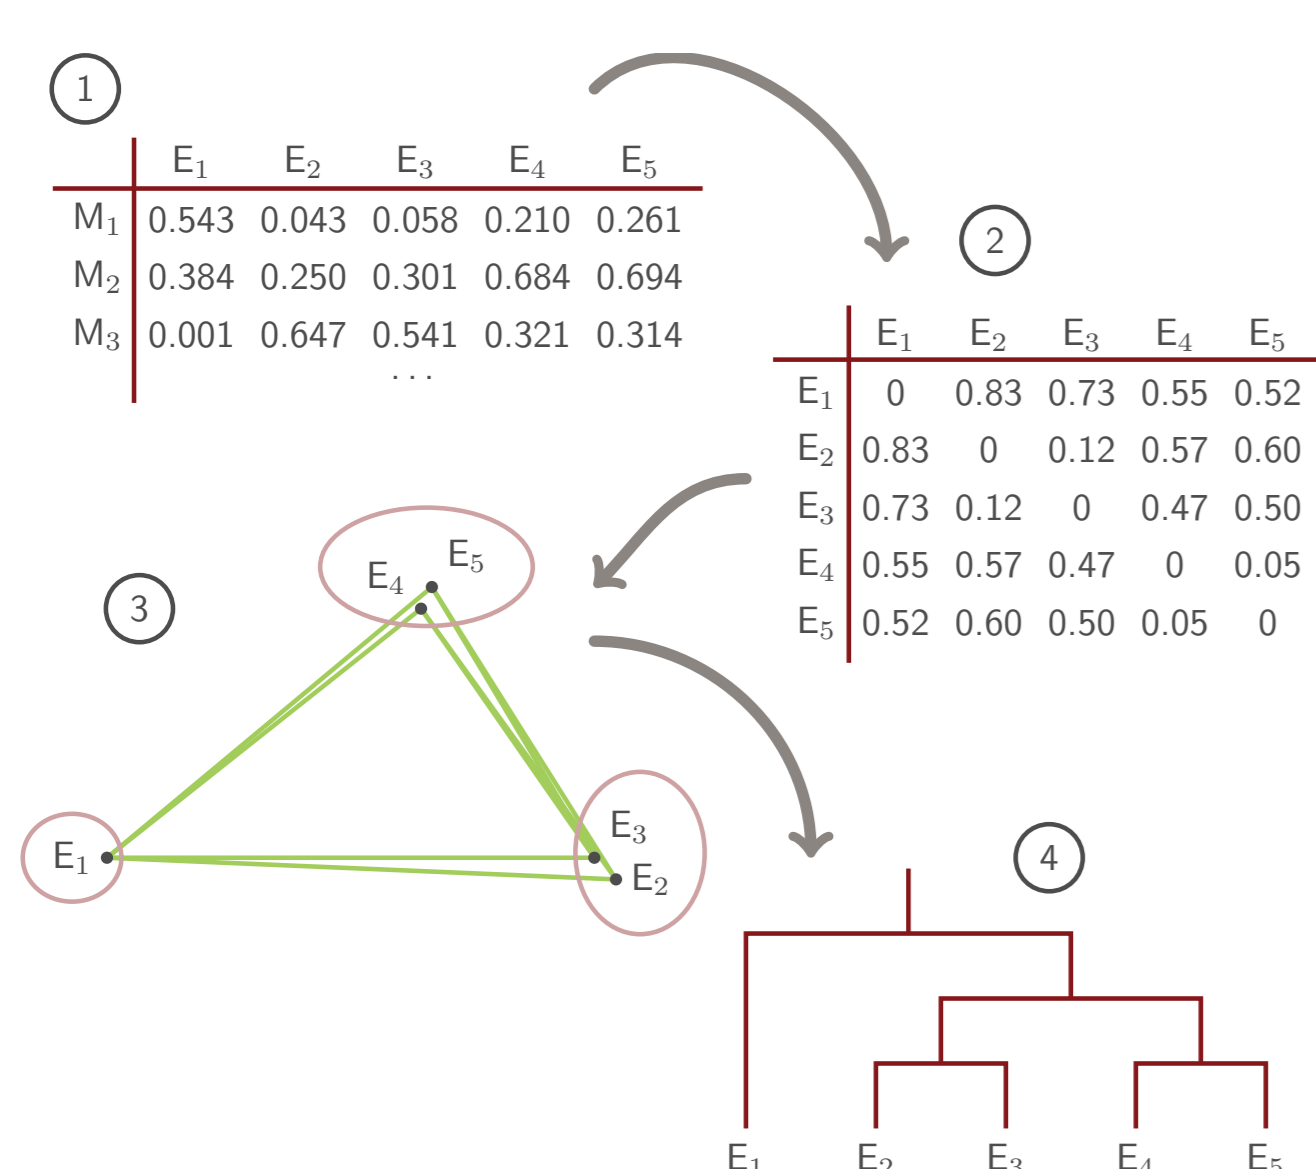 1
E₁ E₂ E₃ E₄ E₅
M₁ 0.543 0.043 0.058 0.210 0.261
M₂ 0.384 0.250 0.301 0.684 0.694
M₃ 0.001 0.647 0.541 0.321 0.314
...
2
E₁ E₂ E₃ E₄ E₅
E₁ 0 0.83 0.73 0.55 0.52
E₂ 0.83 0 0.12 0.57 0.60
E₃ 0.73 0.12 0 0.47 0.50
E₄ 0.55 0.57 0.47 0 0.05
E₅ 0.52 0.60 0.50 0.05 0
3
E₅
E₄
E₃
E₁
E₂
4
E₁ E₂ E₃ E₄ E₅